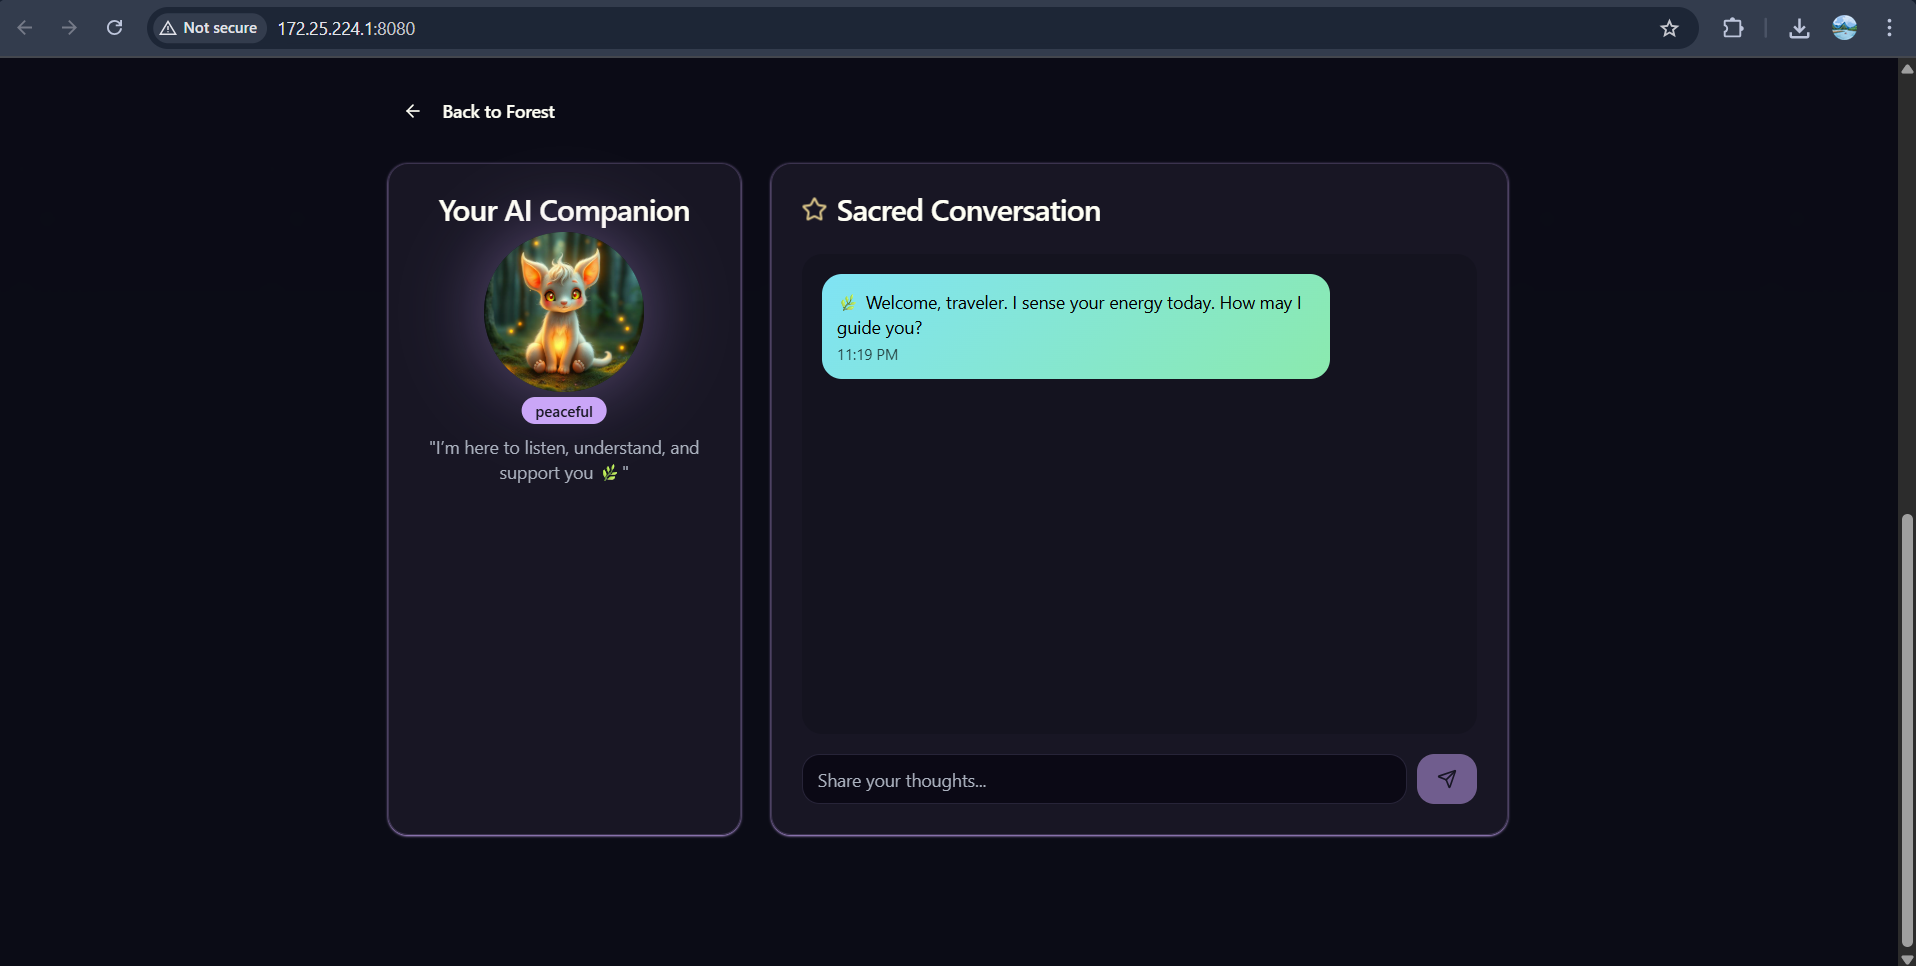 Not secure
172.25.224.1:8080
Back to Forest
Your AI Companion
peaceful
"I’m here to listen, understand, and
support you 🌿"
Sacred Conversation
🌿 Welcome, traveler. I sense your energy today. How may I
guide you?
11:19 PM
Share your thoughts...